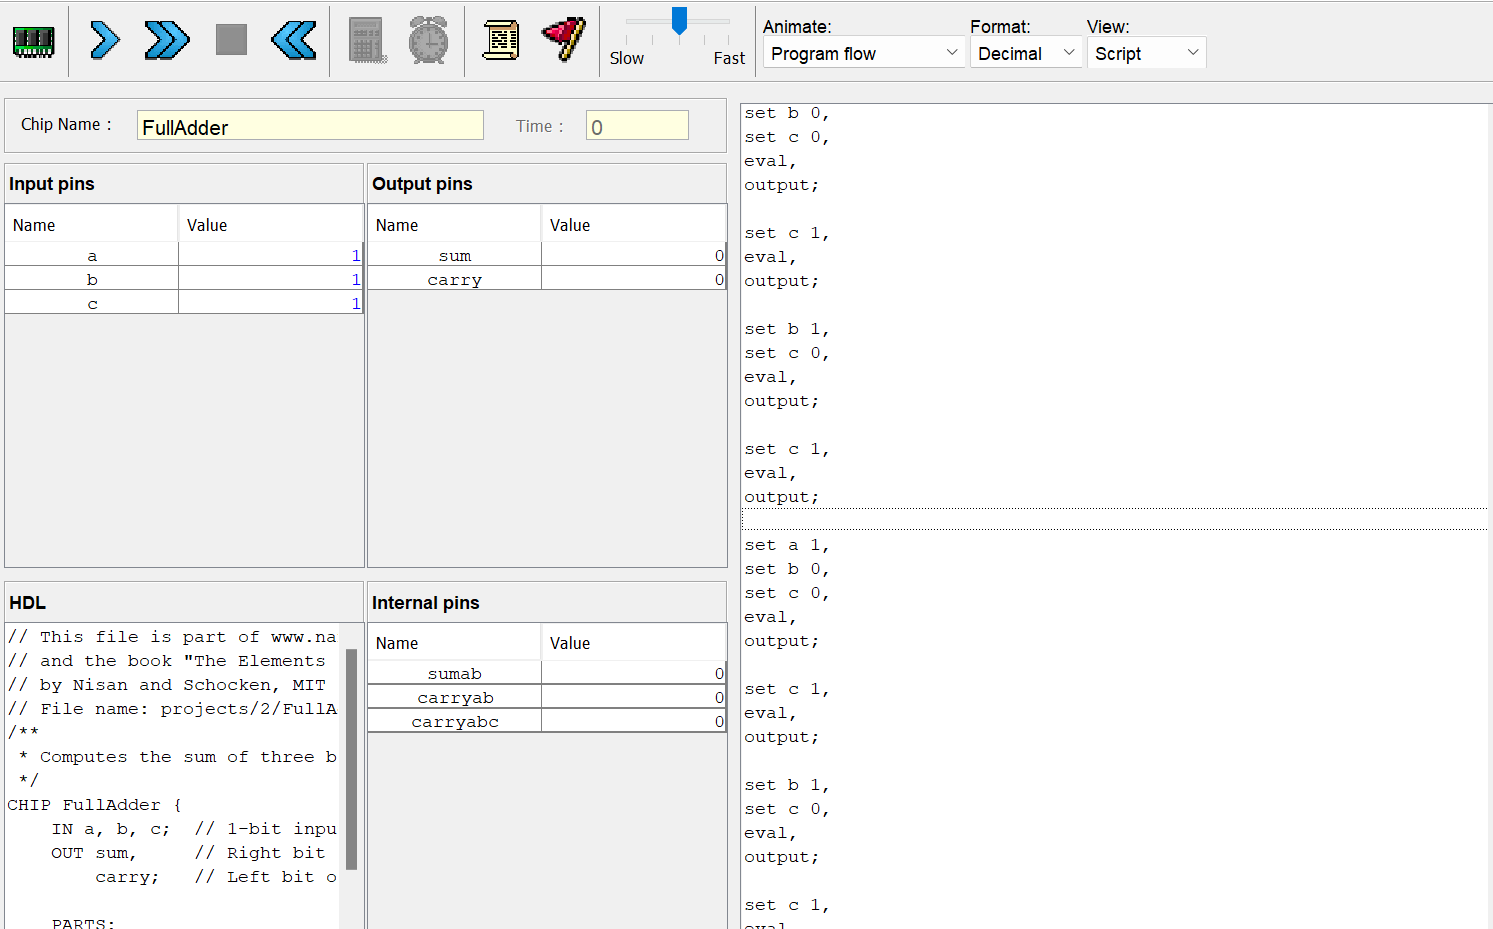 Slow
Fast
Animate:
Program flow
Format:
Decimal
View:
Script
Chip Name :
FullAdder
Time :
0
Input pins
Name Value
a 1
b 1
c 1
Output pins
Name Value
sum 0
carry 0
HDL
// This file is part of www.na
// and the book "The Elements
// by Nisan and Schocken, MIT
// File name: projects/2/FullA
/**
* Computes the sum of three b
*/
CHIP FullAdder {
IN a, b, c;  // 1-bit inpu
OUT sum,     // Right bit
carry;   // Left bit o
PARTS:
Internal pins
Name Value
sumab 0
carryab 0
carryabc 0
set b 0,
set c 0,
eval,
output;
set c 1,
eval,
output;
set b 1,
set c 0,
eval,
output;
set c 1,
eval,
output;
set a 1,
set b 0,
set c 0,
eval,
output;
set c 1,
eval,
output;
set b 1,
set c 0,
eval,
output;
set c 1,
eval,